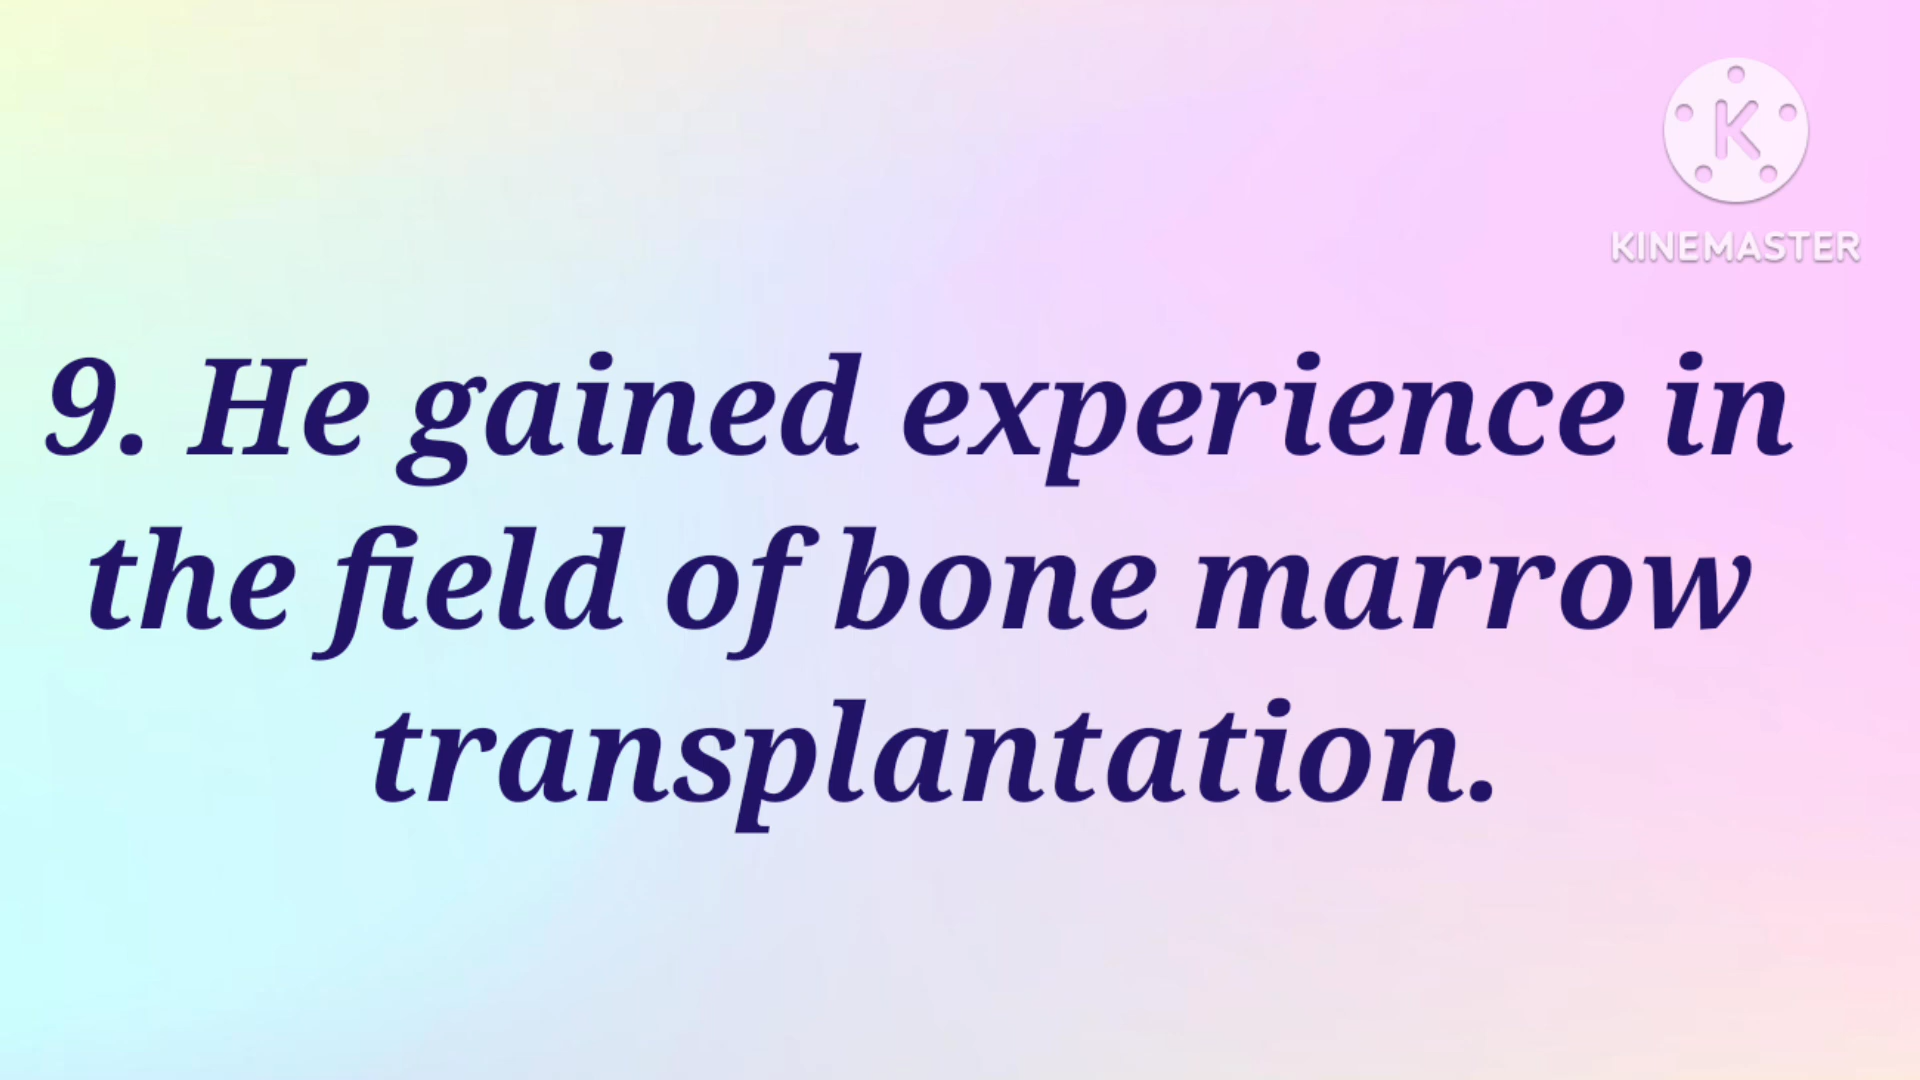 K
KINEMASTER
9. He gained experience in
the field of bone marrow
transplantation.